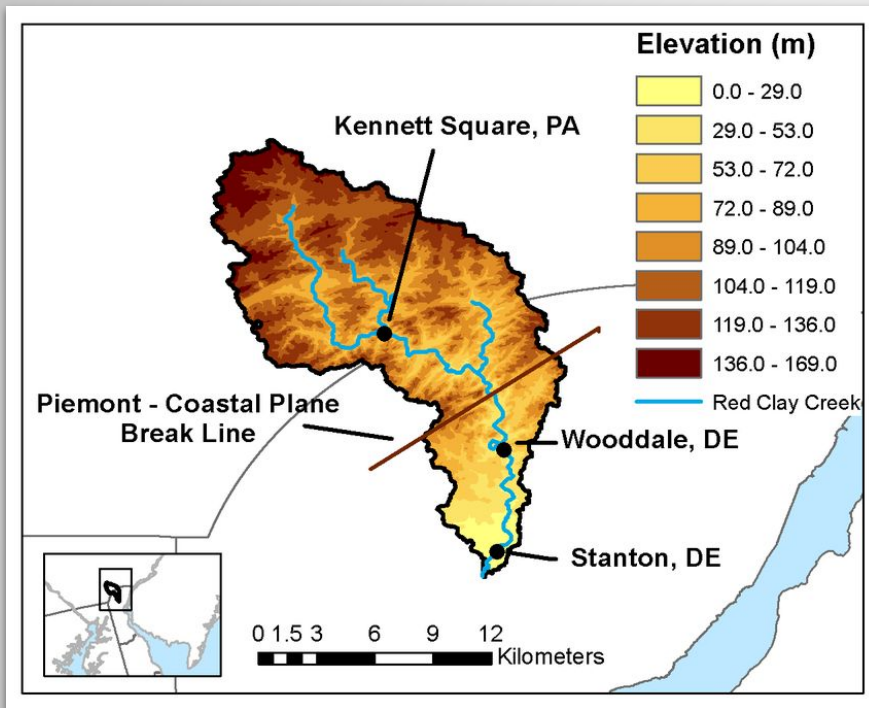 Elevation (m)
0.0 - 29.0
29.0 - 53.0
53.0 - 72.0
72.0 - 89.0
89.0 - 104.0
104.0 - 119.0
119.0 - 136.0
136.0 - 169.0
Red Clay Creek
Kennett Square, PA
Piemont - Coastal Plane
Break Line
Wooddale, DE
Stanton, DE
0 1.5 3 6 9 12
Kilometers